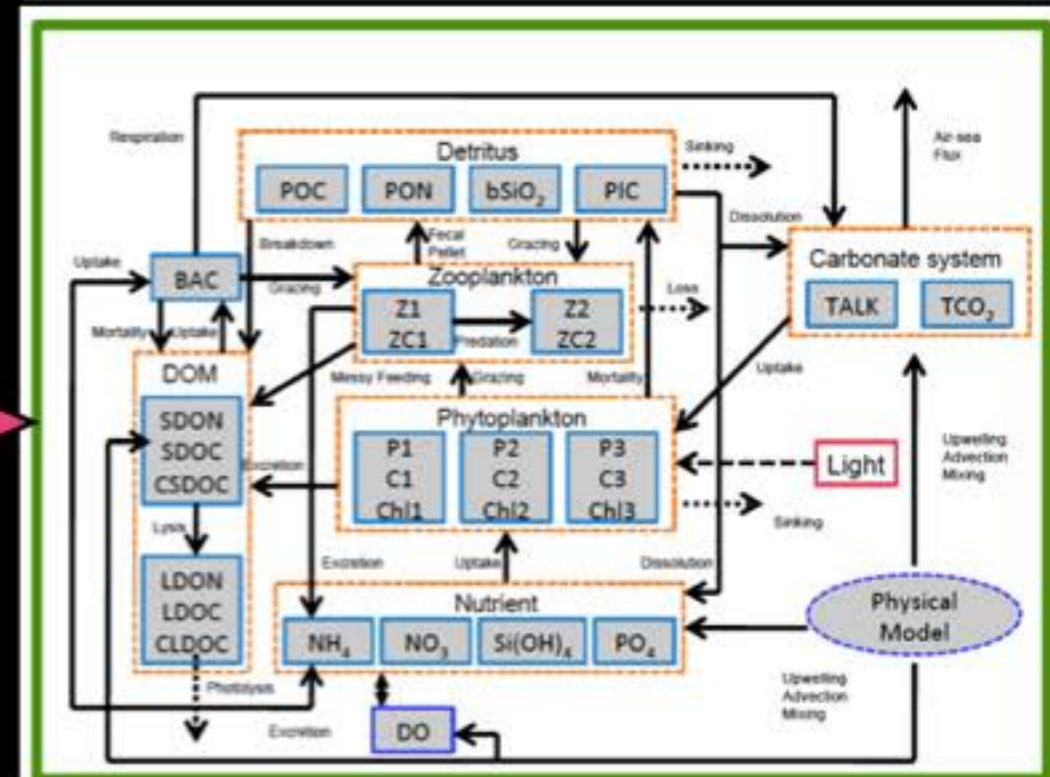 Respiration
Detritus
POC
PON
bSiO₂
PIC
Sinking
Air-sea
Flux
Dissolution
Uptake
BAC
Breakdown
Grazing
Fecal
Pellet
Grazing
Zooplankton
Z1
ZC1
Predation
Z2
ZC2
Loss
Carbonate system
TALK
TCO₂
Mortality
Uptake
DOM
Messy Feeding
Grazing
Mortality
Uptake
SDON
SDOC
CSDOC
Excretion
Phytoplankton
P1
C1
Chl1
P2
C2
Chl2
P3
C3
Chl3
Light
Upwelling
Advection
Mixing
Sinking
Lysis
LDON
LDOC
CLDOC
Excretion
Uptake
Dissolution
Nutrient
NH₄
NO₃
Si(OH)₄
PO₄
Physical
Model
Photolysis
Excretion
DO
Upwelling
Advection
Mixing